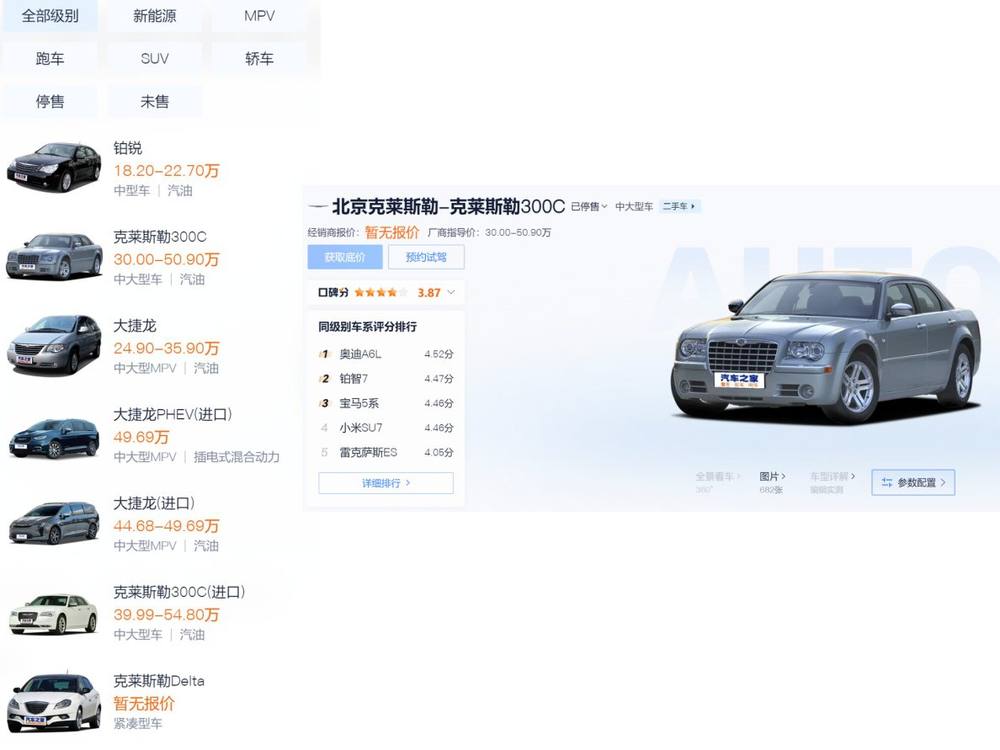 全部级别
新能源
MPV
跑车
SUV
轿车
停售
未售
铂锐
18.20-22.70万
中型车 | 汽油
克莱斯勒300C
30.00-50.90万
中大型车 | 汽油
大捷龙
24.90-35.90万
中大型MPV | 汽油
大捷龙PHEV(进口)
49.69万
中大型MPV | 插电式混合动力
大捷龙(进口)
44.68-49.69万
中大型MPV | 汽油
克莱斯勒300C(进口)
39.99-54.80万
中大型车 | 汽油
克莱斯勒Delta
暂无报价
紧凑型车
北京克莱斯勒-克莱斯勒300C 已停售 中大型车 二手车
经销商报价: 暂无报价 厂商指导价: 30.00-50.90万
获取底价
预约试驾
口碑分 3.87
同级别车系评分排行
1 奥迪A6L 4.52分
2 铂智7 4.47分
3 宝马5系 4.46分
4 小米SU7 4.46分
5 雷克萨斯ES 4.05分
详细排行 >
AUTO
汽车之家
全景看车 >
360°
图片 >
682张
车型详解 >
编辑实测
参数配置 >